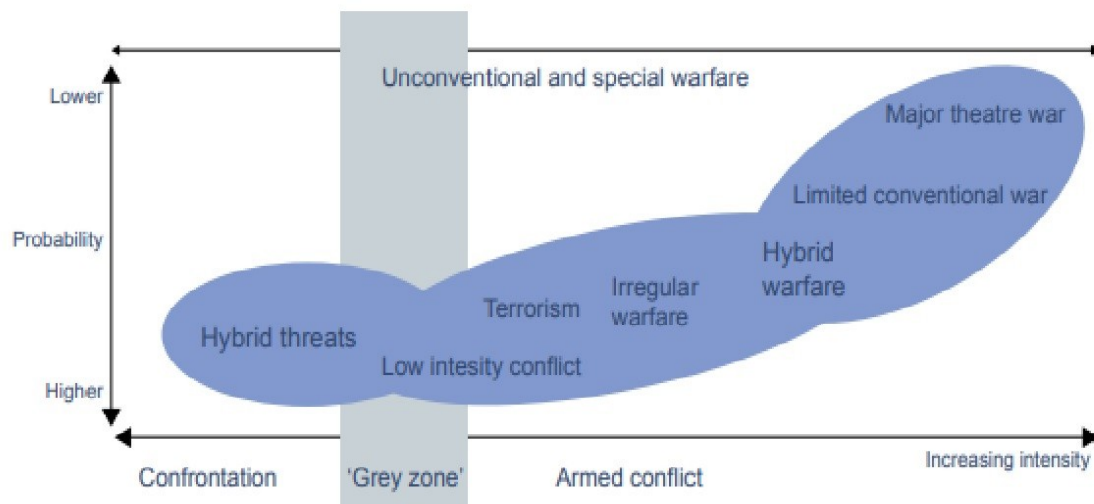 Unconventional and special warfare
Lower
Major theatre war
Limited conventional war
Probability
Hybrid
warfare
Irregular
warfare
Terrorism
Hybrid threats
Low intesity conflict
Higher
Increasing intensity
Confrontation
'Grey zone'
Armed conflict